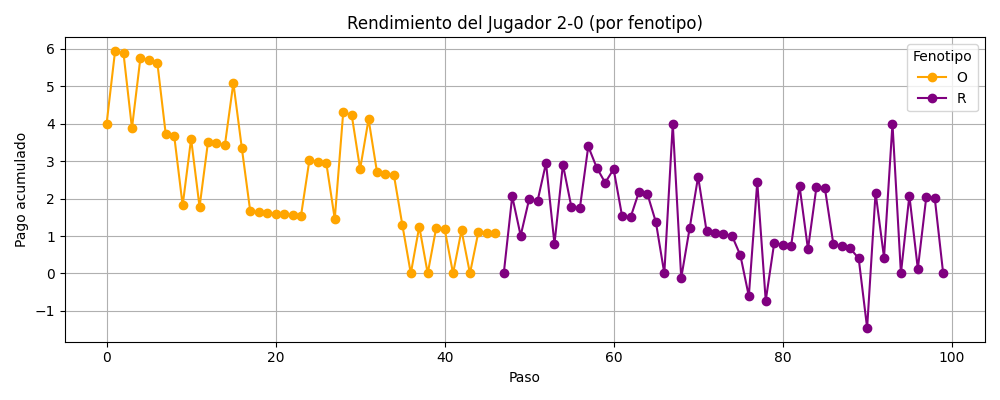 Rendimiento del Jugador 2-0 (por fenotipo)
Pago acumulado
6
5
4
3
2
1
0
−1
Fenotipo
O
R
0
20
40
60
80
100
Paso